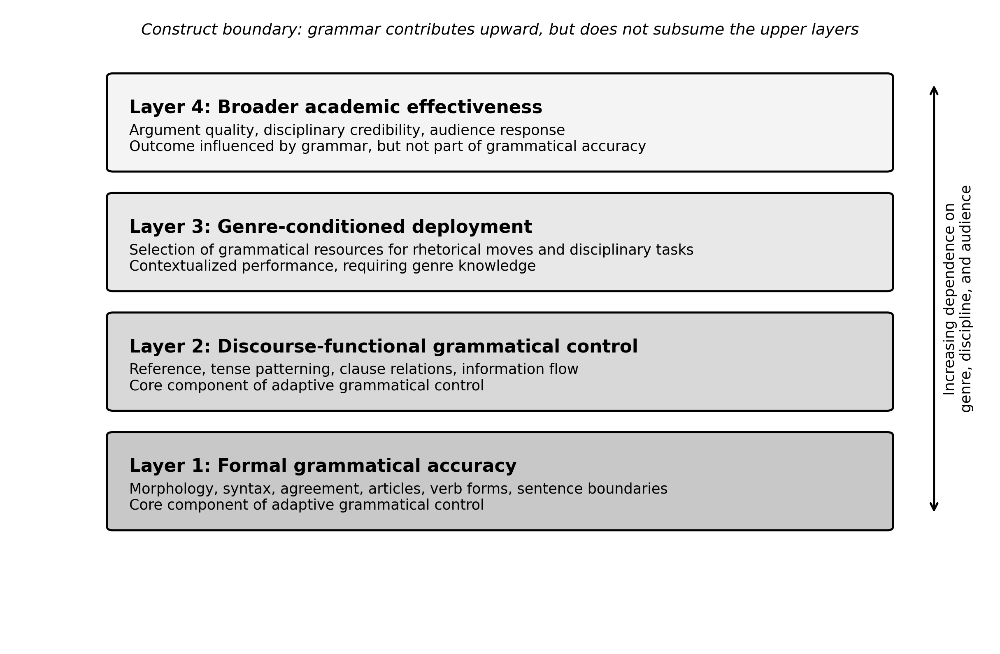 Construct boundary: grammar contributes upward, but does not subsume the upper layers
Layer 4: Broader academic effectiveness
Argument quality, disciplinary credibility, audience response
Outcome influenced by grammar, but not part of grammatical accuracy
Layer 3: Genre-conditioned deployment
Selection of grammatical resources for rhetorical moves and disciplinary tasks
Contextualized performance, requiring genre knowledge
Layer 2: Discourse-functional grammatical control
Reference, tense patterning, clause relations, information flow
Core component of adaptive grammatical control
Layer 1: Formal grammatical accuracy
Morphology, syntax, agreement, articles, verb forms, sentence boundaries
Core component of adaptive grammatical control
Increasing dependence on
genre, discipline, and audience